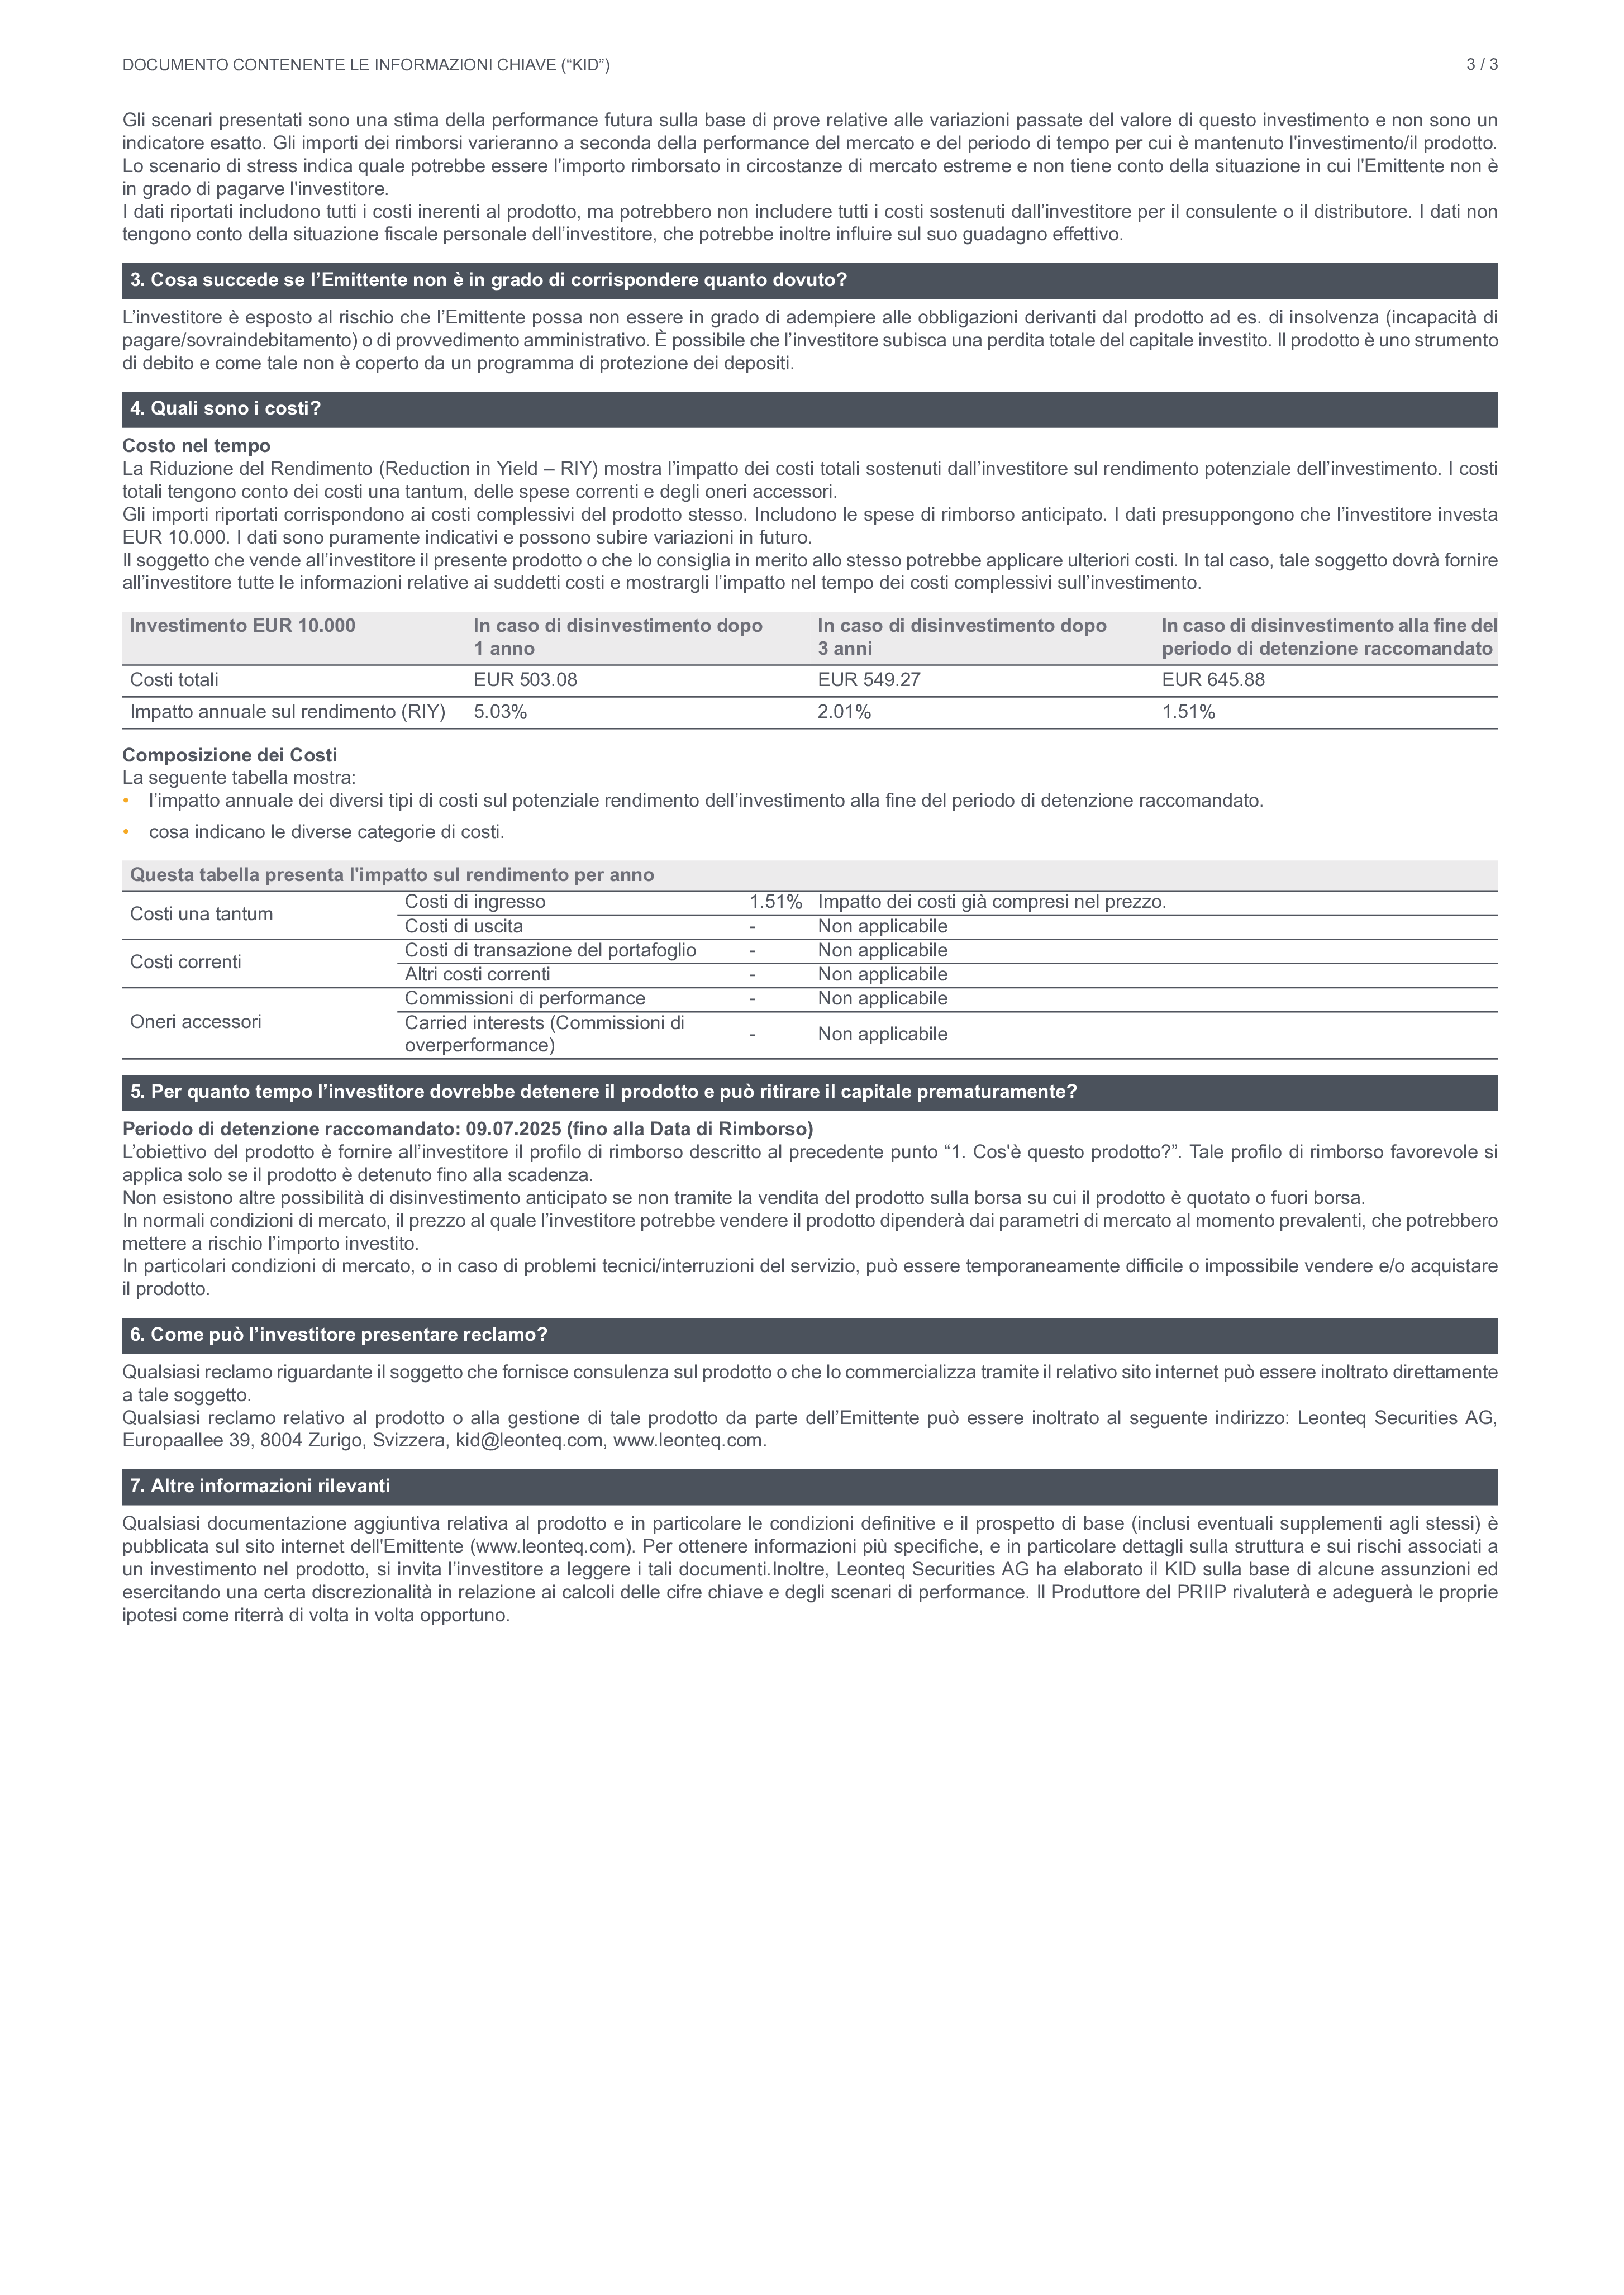 DOCUMENTO CONTENENTE LE INFORMAZIONI CHIAVE (“KID”) 3 / 3
Gli scenari presentati sono una stima della performance futura sulla base di prove relative alle variazioni passate del valore di questo investimento e non sono un
indicatore esatto. Gli importi dei rimborsi varieranno a seconda della performance del mercato e del periodo di tempo per cui è mantenuto l'investimento/il prodotto.
Lo scenario di stress indica quale potrebbe essere l'importo rimborsato in circostanze di mercato estreme e non tiene conto della situazione in cui l'Emittente non è
in grado di pagarve l'investitore.
I dati riportati includono tutti i costi inerenti al prodotto, ma potrebbero non includere tutti i costi sostenuti dall’investitore per il consulente o il distributore. I dati non
tengono conto della situazione fiscale personale dell’investitore, che potrebbe inoltre influire sul suo guadagno effettivo.
3. Cosa succede se l’Emittente non è in grado di corrispondere quanto dovuto?
L’investitore è esposto al rischio che l’Emittente possa non essere in grado di adempiere alle obbligazioni derivanti dal prodotto ad es. di insolvenza (incapacità di
pagare/sovraindebitamento) o di provvedimento amministrativo. È possibile che l’investitore subisca una perdita totale del capitale investito. Il prodotto è uno strumento
di debito e come tale non è coperto da un programma di protezione dei depositi.
4. Quali sono i costi?
Costo nel tempo
La Riduzione del Rendimento (Reduction in Yield – RIY) mostra l’impatto dei costi totali sostenuti dall’investitore sul rendimento potenziale dell’investimento. I costi
totali tengono conto dei costi una tantum, delle spese correnti e degli oneri accessori.
Gli importi riportati corrispondono ai costi complessivi del prodotto stesso. Includono le spese di rimborso anticipato. I dati presuppongono che l’investitore investa
EUR 10.000. I dati sono puramente indicativi e possono subire variazioni in futuro.
Il soggetto che vende all’investitore il presente prodotto o che lo consiglia in merito allo stesso potrebbe applicare ulteriori costi. In tal caso, tale soggetto dovrà fornire
all’investitore tutte le informazioni relative ai suddetti costi e mostrargli l’impatto nel tempo dei costi complessivi sull’investimento.
Investimento EUR 10.000 In caso di disinvestimento dopo In caso di disinvestimento dopo In caso di disinvestimento alla fine del
1 anno 3 anni periodo di detenzione raccomandato
Costi totali EUR 503.08 EUR 549.27 EUR 645.88
Impatto annuale sul rendimento (RIY) 5.03% 2.01% 1.51%
Composizione dei Costi
La seguente tabella mostra:
• l’impatto annuale dei diversi tipi di costi sul potenziale rendimento dell’investimento alla fine del periodo di detenzione raccomandato.
• cosa indicano le diverse categorie di costi.
Questa tabella presenta l'impatto sul rendimento per anno
Costi una tantum
Costi di ingresso 1.51% Impatto dei costi già compresi nel prezzo.
Costi di uscita - Non applicabile
Costi correnti
Costi di transazione del portafoglio - Non applicabile
Altri costi correnti - Non applicabile
Oneri accessori
Commissioni di performance - Non applicabile
Carried interests (Commissioni di
overperformance) - Non applicabile
5. Per quanto tempo l’investitore dovrebbe detenere il prodotto e può ritirare il capitale prematuramente?
Periodo di detenzione raccomandato: 09.07.2025 (fino alla Data di Rimborso)
L’obiettivo del prodotto è fornire all’investitore il profilo di rimborso descritto al precedente punto “1. Cos'è questo prodotto?”. Tale profilo di rimborso favorevole si
applica solo se il prodotto è detenuto fino alla scadenza.
Non esistono altre possibilità di disinvestimento anticipato se non tramite la vendita del prodotto sulla borsa su cui il prodotto è quotato o fuori borsa.
In normali condizioni di mercato, il prezzo al quale l’investitore potrebbe vendere il prodotto dipenderà dai parametri di mercato al momento prevalenti, che potrebbero
mettere a rischio l’importo investito.
In particolari condizioni di mercato, o in caso di problemi tecnici/interruzioni del servizio, può essere temporaneamente difficile o impossibile vendere e/o acquistare
il prodotto.
6. Come può l’investitore presentare reclamo?
Qualsiasi reclamo riguardante il soggetto che fornisce consulenza sul prodotto o che lo commercializza tramite il relativo sito internet può essere inoltrato direttamente
a tale soggetto.
Qualsiasi reclamo relativo al prodotto o alla gestione di tale prodotto da parte dell’Emittente può essere inoltrato al seguente indirizzo: Leonteq Securities AG,
Europaallee 39, 8004 Zurigo, Svizzera, kid@leonteq.com, www.leonteq.com.
7. Altre informazioni rilevanti
Qualsiasi documentazione aggiuntiva relativa al prodotto e in particolare le condizioni definitive e il prospetto di base (inclusi eventuali supplementi agli stessi) è
pubblicata sul sito internet dell'Emittente (www.leonteq.com). Per ottenere informazioni più specifiche, e in particolare dettagli sulla struttura e sui rischi associati a
un investimento nel prodotto, si invita l’investitore a leggere i tali documenti.Inoltre, Leonteq Securities AG ha elaborato il KID sulla base di alcune assunzioni ed
esercitando una certa discrezionalità in relazione ai calcoli delle cifre chiave e degli scenari di performance. Il Produttore del PRIIP rivaluterà e adeguerà le proprie
ipotesi come riterrà di volta in volta opportuno.